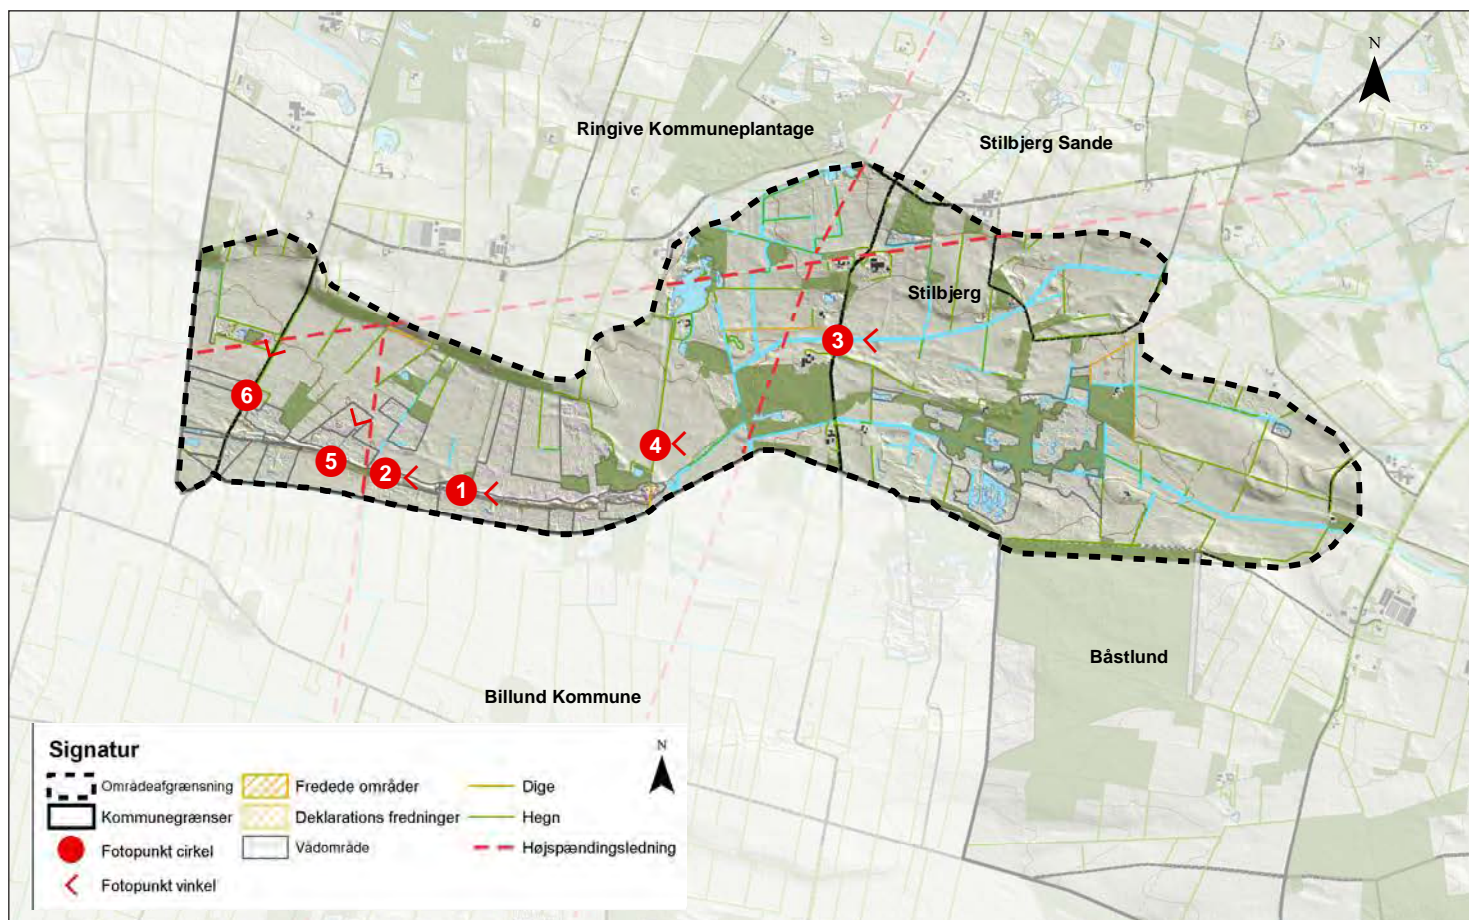 N
Ringive Kommuneplantage
Stilbjerg Sande
Stilbjerg
3
6
4
5
2
1
Båstlund
Billund Kommune
Signatur
N
Områdeafgrænsning
Fredede områder
Dige
Kommunegrænser
Deklarations fredninger
Hegn
Fotopunkt cirkel
Vådområde
Højspændingsledning
Fotopunkt vinkel